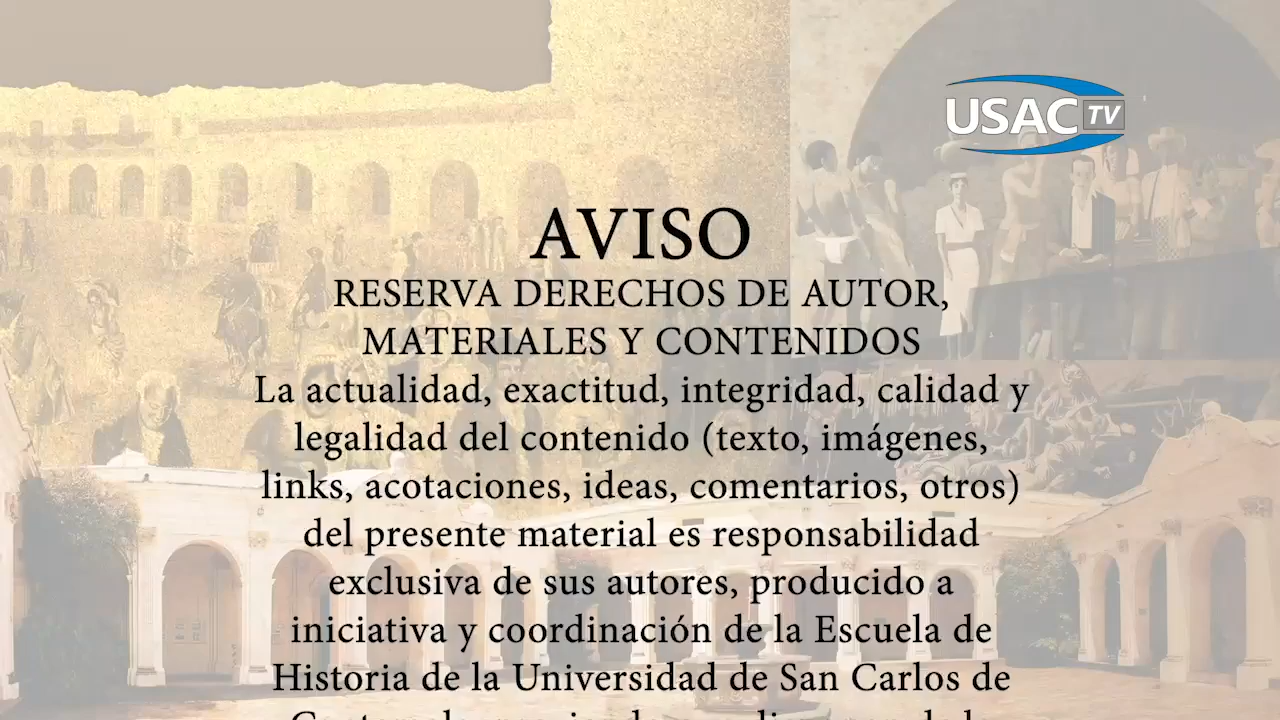 USAC TV
AVISO
RESERVA DERECHOS DE AUTOR,
MATERIALES Y CONTENIDOS
La actualidad, exactitud, integridad, calidad y
legalidad del contenido (texto, imágenes,
links, acotaciones, ideas, comentarios, otros)
del presente material es responsabilidad
exclusiva de sus autores, producido a
iniciativa y coordinación de la Escuela de
Historia de la Universidad de San Carlos de